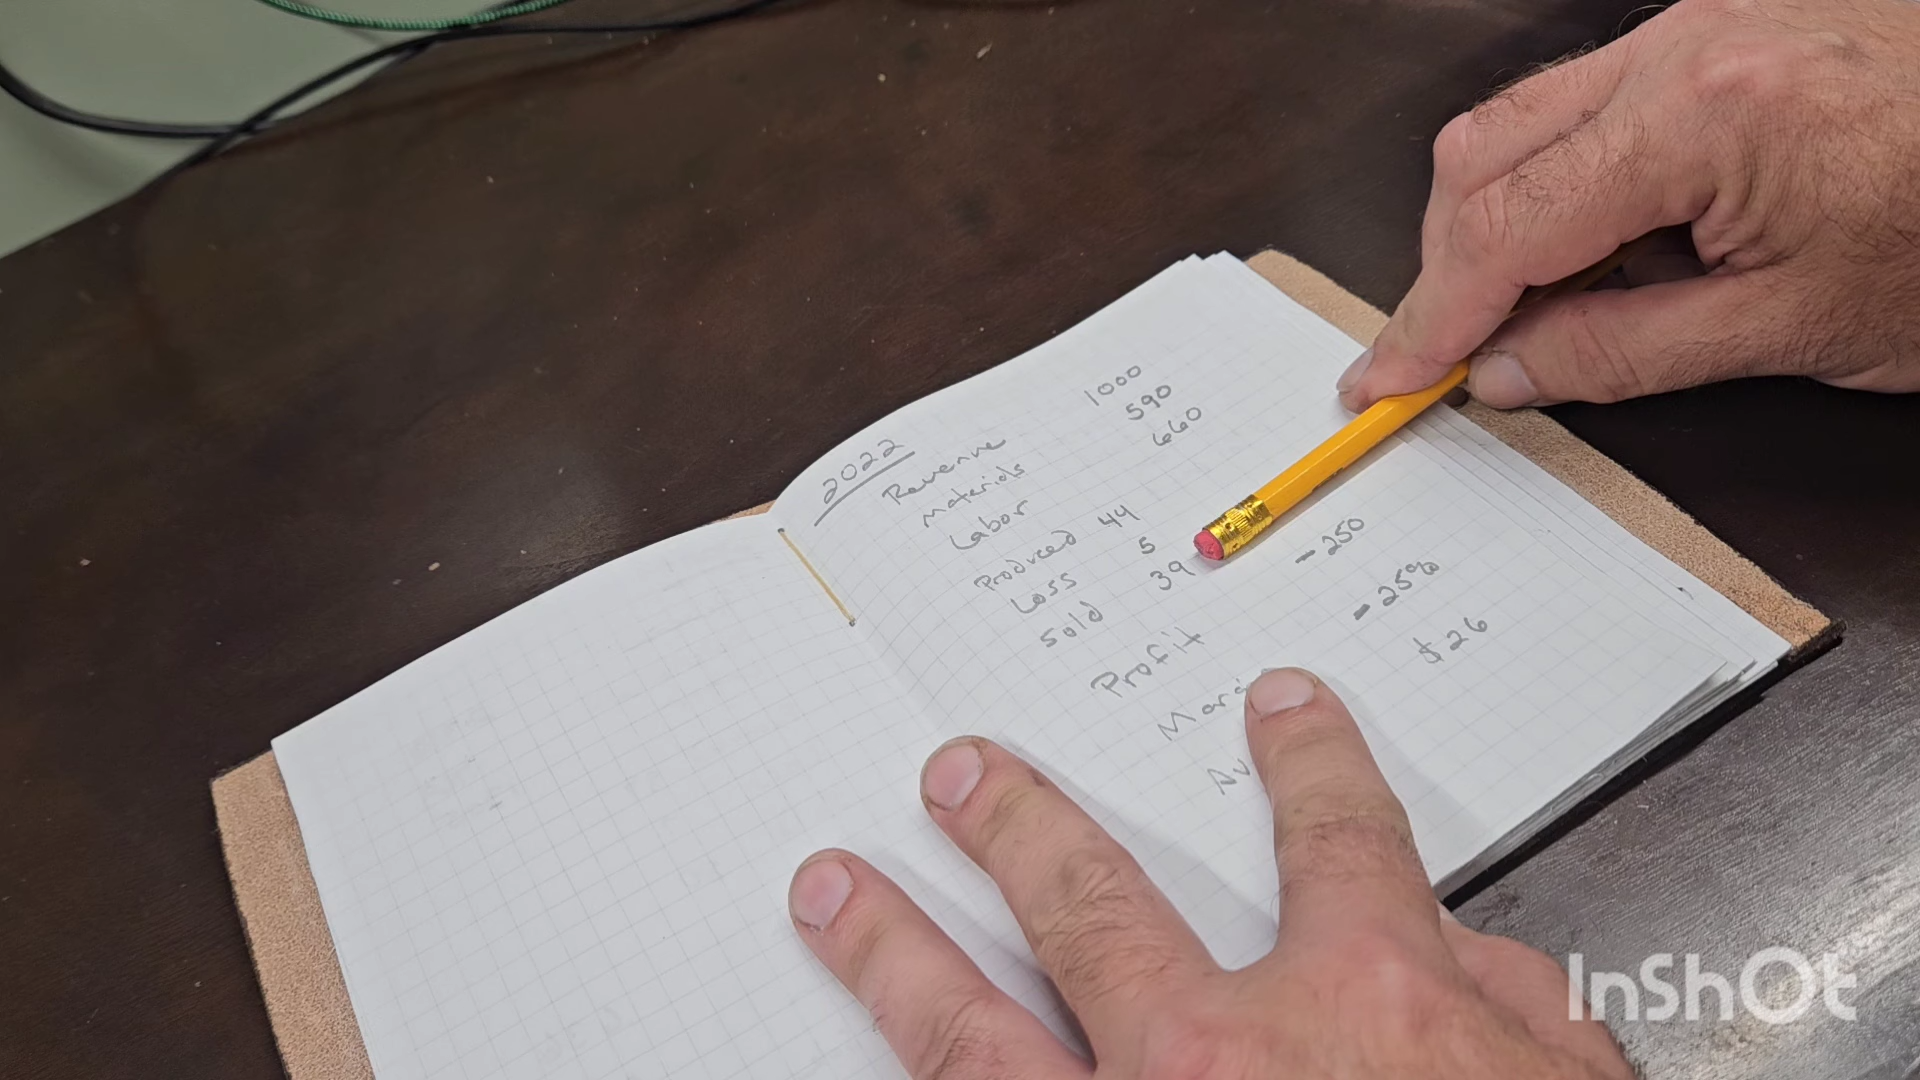 2022
Revenue 1000
Materials 590
Labor 660
Produced 44
Loss 5
Sold 39
Profit - 250
- 25%
$26
InShOt